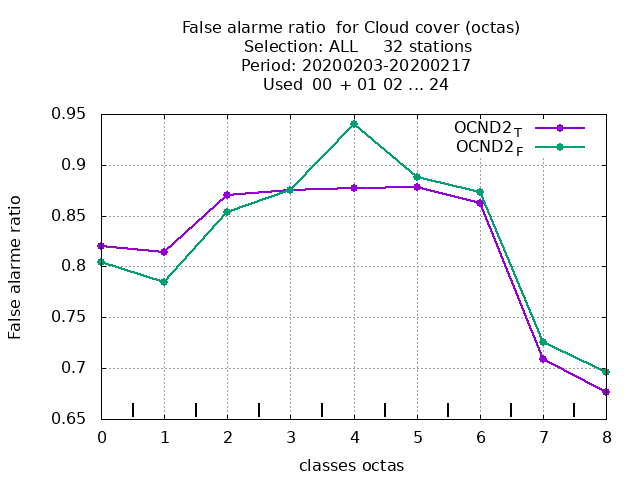 False alarme ratio  for Cloud cover (octas)
Selection: ALL     32 stations
Period: 20200203-20200217
Used  00 + 01 02 ... 24
OCND2T
OCND2F
0.95
0.9
0.85
0.8
0.75
0.7
0.65
False alarme ratio
0 1 2 3 4 5 6 7 8
classes octas